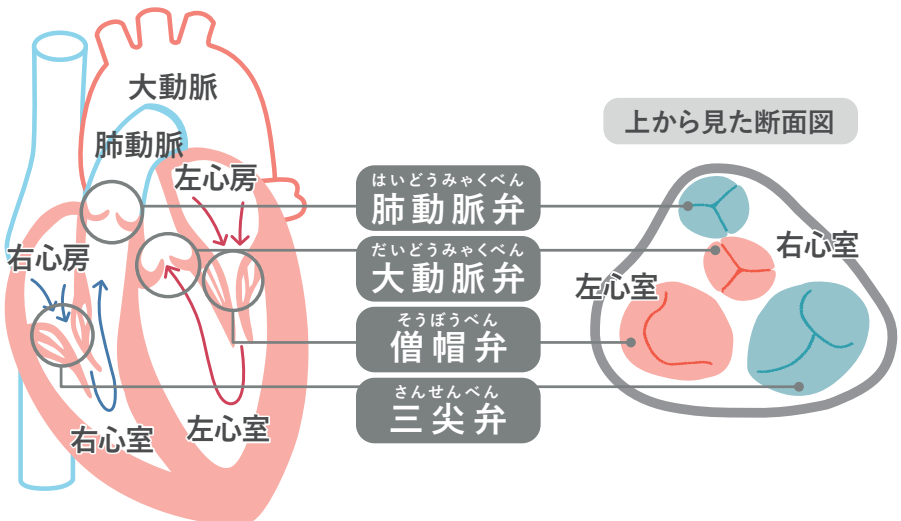 大動脈
肺動脈
左心房
右心房
右心室
左心室
はいどうみゃくべん
肺動脈弁
だいどうみゃくべん
大動脈弁
そうぼうべん
僧帽弁
さんせんべん
三尖弁
上から見た断面図
右心室
左心室